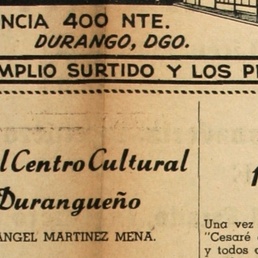 NCIA 400 NTE.
DURANGO, DGO.
MPLIO SURTIDO Y LOS P
l Centro Cultural
Durangueño
ANGEL MARTINEZ MENA.
Una vez
"Cesaré
y todos